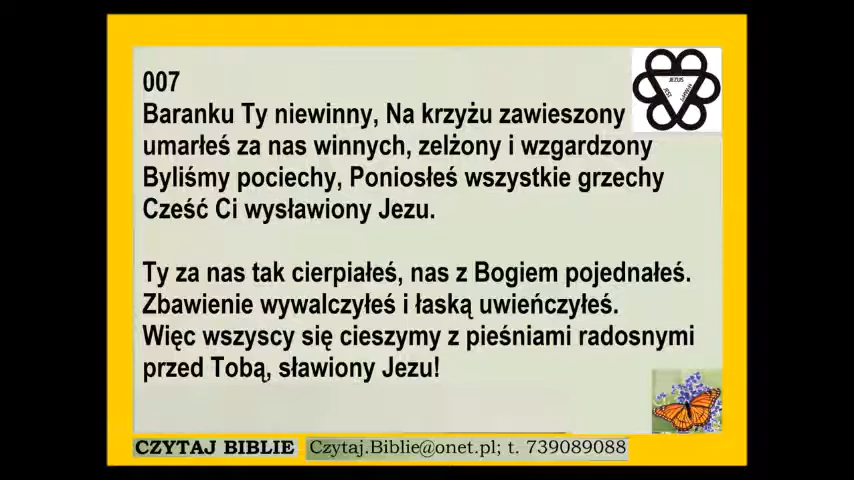 007
Baranku Ty niewinny, Na krzyżu zawieszony
umarłeś za nas winnych, zelżony i wzgardzony
Byliśmy pociechy, Poniosłeś wszystkie grzechy
Cześć Ci wysławiony Jezu.
Ty za nas tak cierpiałeś, nas z Bogiem pojednałeś.
Zbawienie wywalczyłeś i łaską uwieńczyłeś.
Więc wszyscy się cieszymy z pieśniami radosnymi
przed Tobą, sławiony Jezu!
JEZUS
CZYTAJ BIBLIE
Czytaj.Biblie@onet.pl; t. 739089088